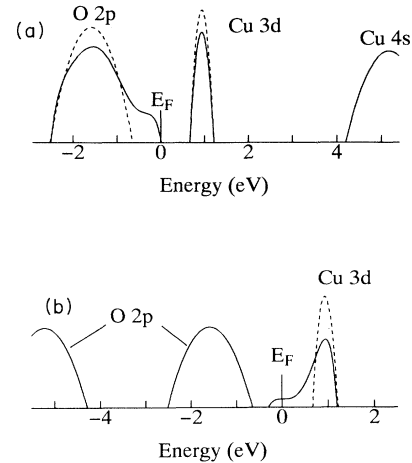 (a)
O 2p
Cu 3d
Cu 4s
E_F
−2 0 2 4
Energy (eV)
(b)
Cu 3d
O 2p
E_F
−4 −2 0 2
Energy (eV)